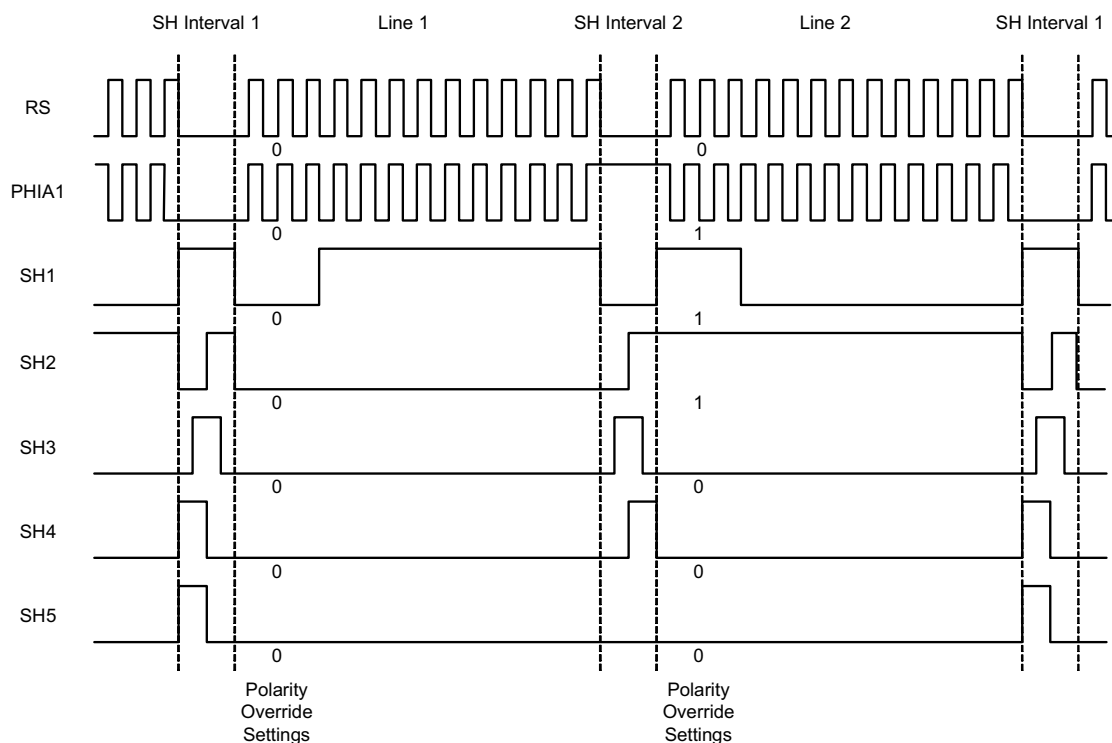 SH Interval 1 Line 1 SH Interval 2 Line 2 SH Interval 1
RS
0 0
PHIA1
0 1
SH1
0 1
SH2
0 1
SH3
0 0
SH4
0 0
SH5
0 0
Polarity Polarity
Override Override
Settings Settings